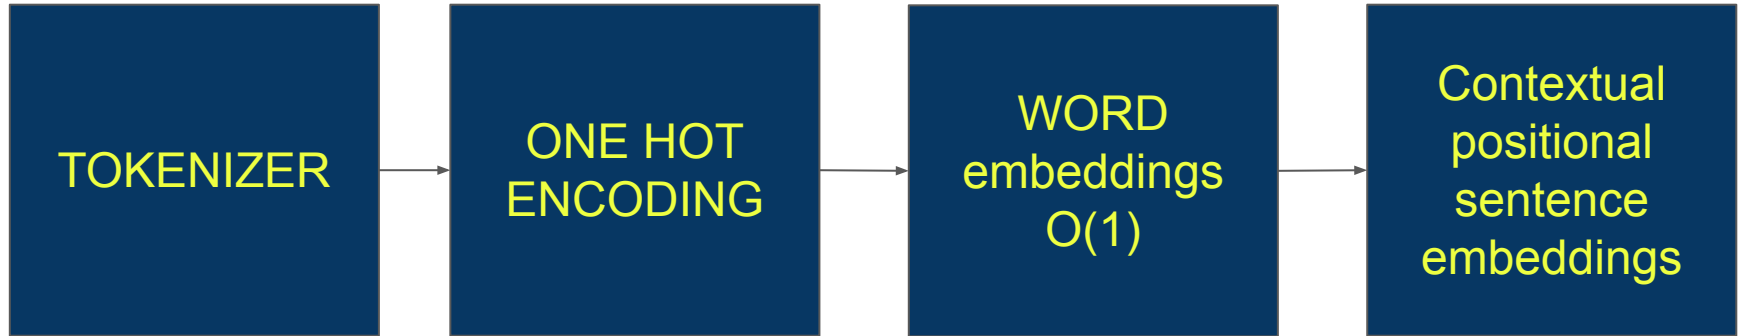 TOKENIZER
ONE HOT
ENCODING
WORD
embeddings
O(1)
Contextual
positional
sentence
embeddings